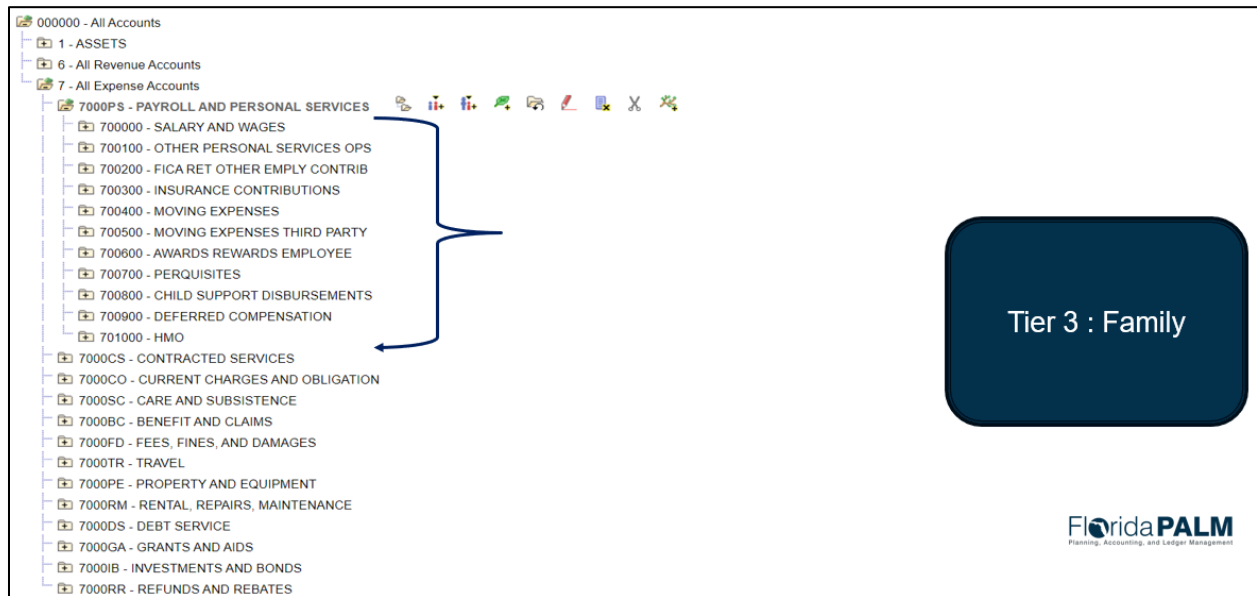 000000 - All Accounts
1 - ASSETS
6 - All Revenue Accounts
7 - All Expense Accounts
7000PS - PAYROLL AND PERSONAL SERVICES
700000 - SALARY AND WAGES
700100 - OTHER PERSONAL SERVICES OPS
700200 - FICA RET OTHER EMPLY CONTRIB
700300 - INSURANCE CONTRIBUTIONS
700400 - MOVING EXPENSES
700500 - MOVING EXPENSES THIRD PARTY
700600 - AWARDS REWARDS EMPLOYEE
700700 - PERQUISITES
700800 - CHILD SUPPORT DISBURSEMENTS
700900 - DEFERRED COMPENSATION
701000 - HMO
7000CS - CONTRACTED SERVICES
7000CO - CURRENT CHARGES AND OBLIGATION
7000SC - CARE AND SUBSISTENCE
7000BC - BENEFIT AND CLAIMS
7000FD - FEES, FINES, AND DAMAGES
7000TR - TRAVEL
7000PE - PROPERTY AND EQUIPMENT
7000RM - RENTAL, REPAIRS, MAINTENANCE
7000DS - DEBT SERVICE
7000GA - GRANTS AND AIDS
7000IB - INVESTMENTS AND BONDS
7000RR - REFUNDS AND REBATES
Tier 3 : Family
Florida PALM
Planning, Accounting, and Ledger Management